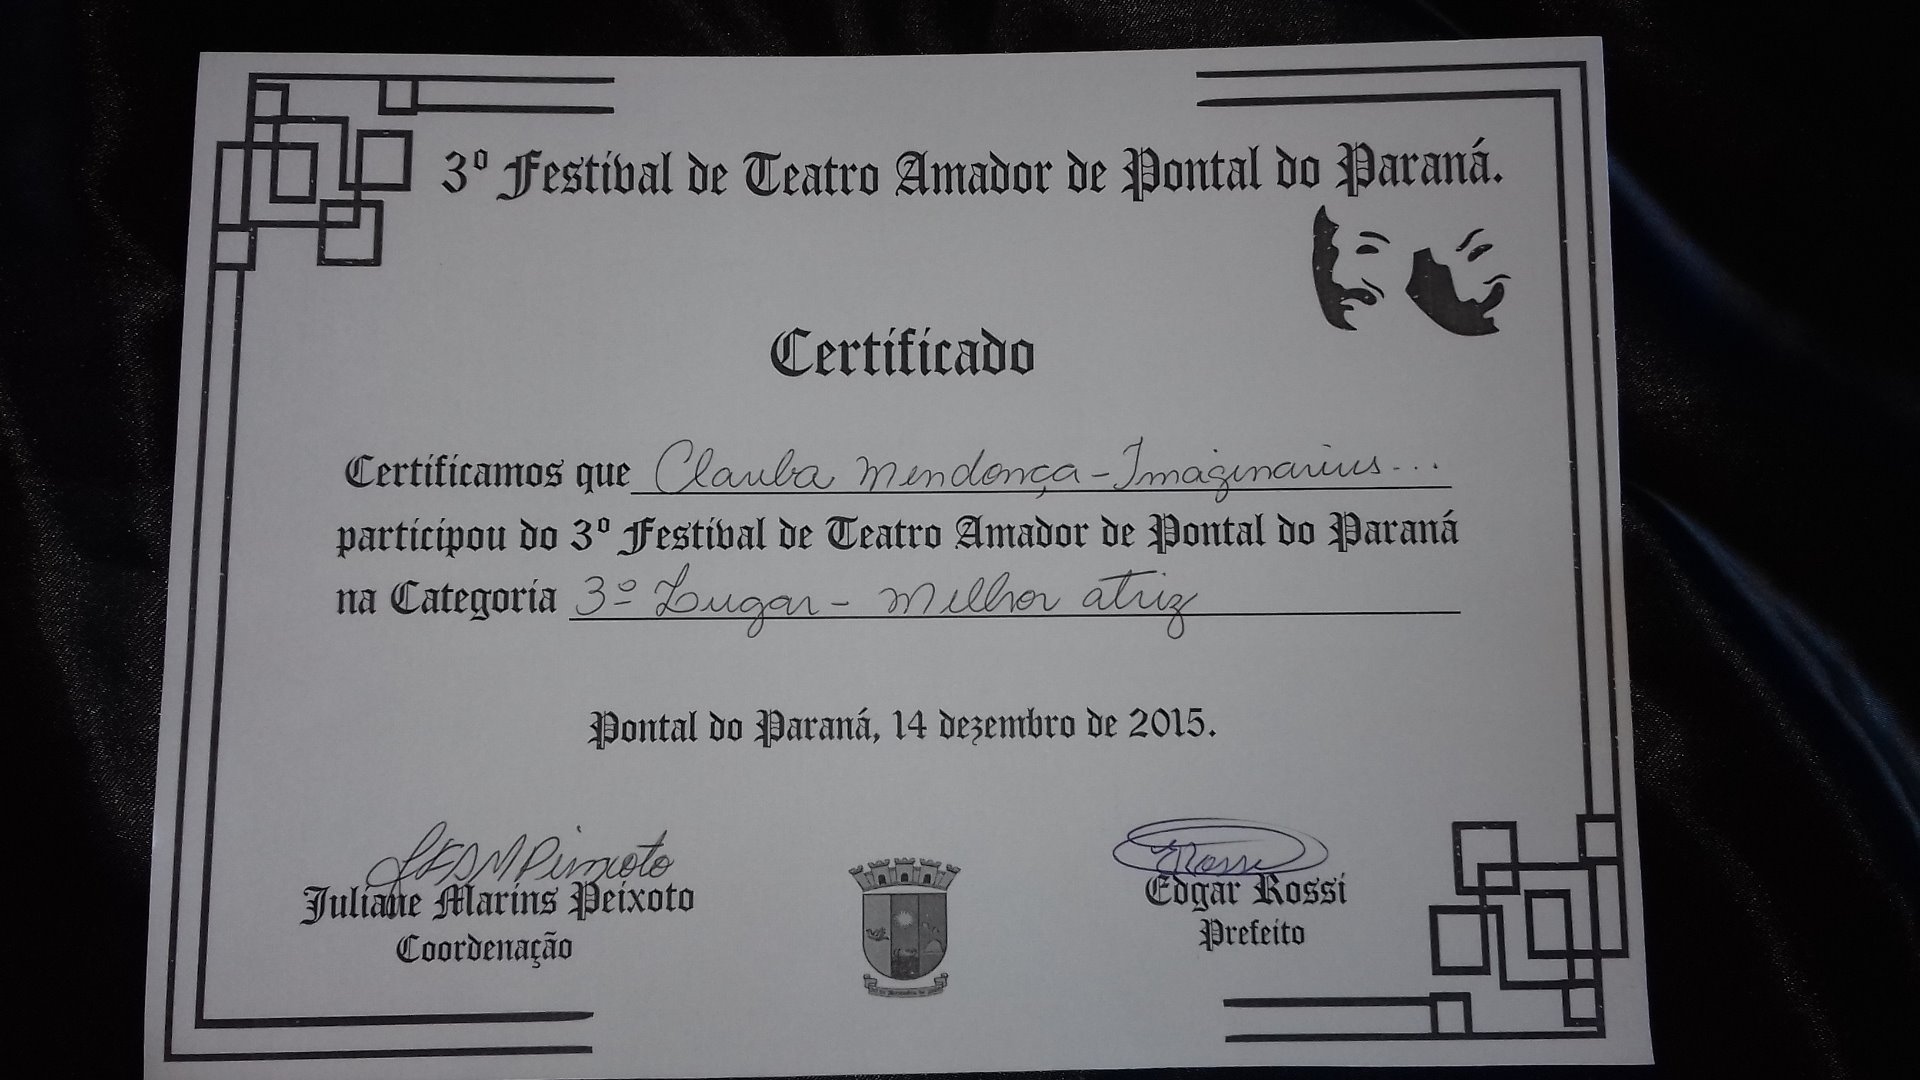 3º Festival de Teatro Amador de Pontal do Paraná.
Certificado
Certificamos que Clauba Mendonça - Imaginarius...
participou do 3º Festival de Teatro Amador de Pontal do Paraná
na Categoria 3º Lugar - Melhor atriz
Pontal do Paraná, 14 dezembro de 2015.
Juliane Marins Peixoto
Coordenação
Edgar Rossi
Prefeito